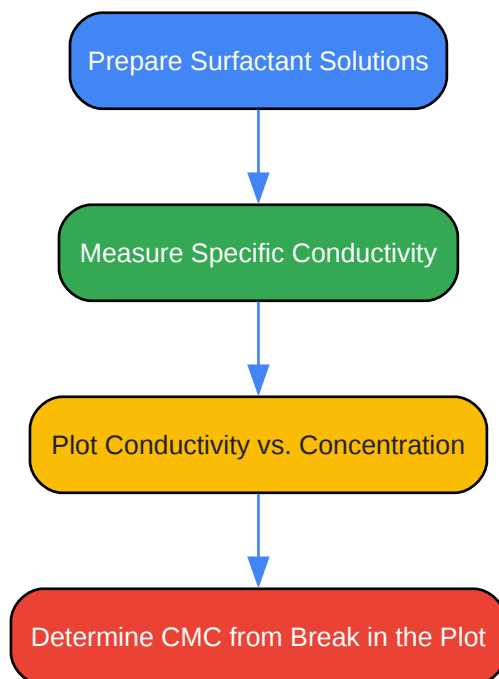 Prepare Surfactant Solutions
Measure Specific Conductivity
Plot Conductivity vs. Concentration
Determine CMC from Break in the Plot